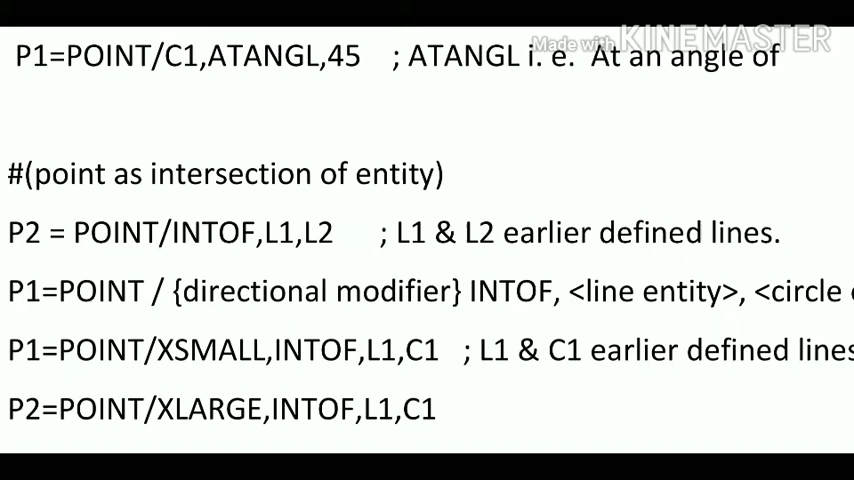 Made with KINEMASTER
P1=POINT/C1,ATANGL,45 ; ATANGL i. e. At an angle of
#(point as intersection of entity)
P2 = POINT/INTOF,L1,L2 ; L1 & L2 earlier defined lines.
P1=POINT / {directional modifier} INTOF, <line entity>, <circle
P1=POINT/XSMALL,INTOF,L1,C1 ; L1 & C1 earlier defined lines
P2=POINT/XLARGE,INTOF,L1,C1